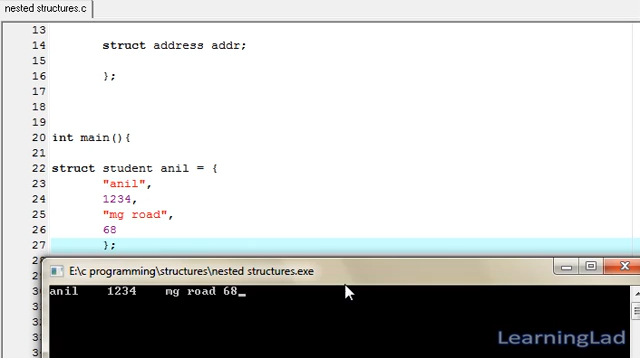 nested structures.c
13
14 struct address addr;
15
16 };
17
18
19
20 int main(){
21
22 struct student anil = {
23 "anil",
24 1234,
25 "mg road",
26 68
27 };
E:\c programming\structures\nested structures.exe
anil 1234 mg road 68_
LearningLad